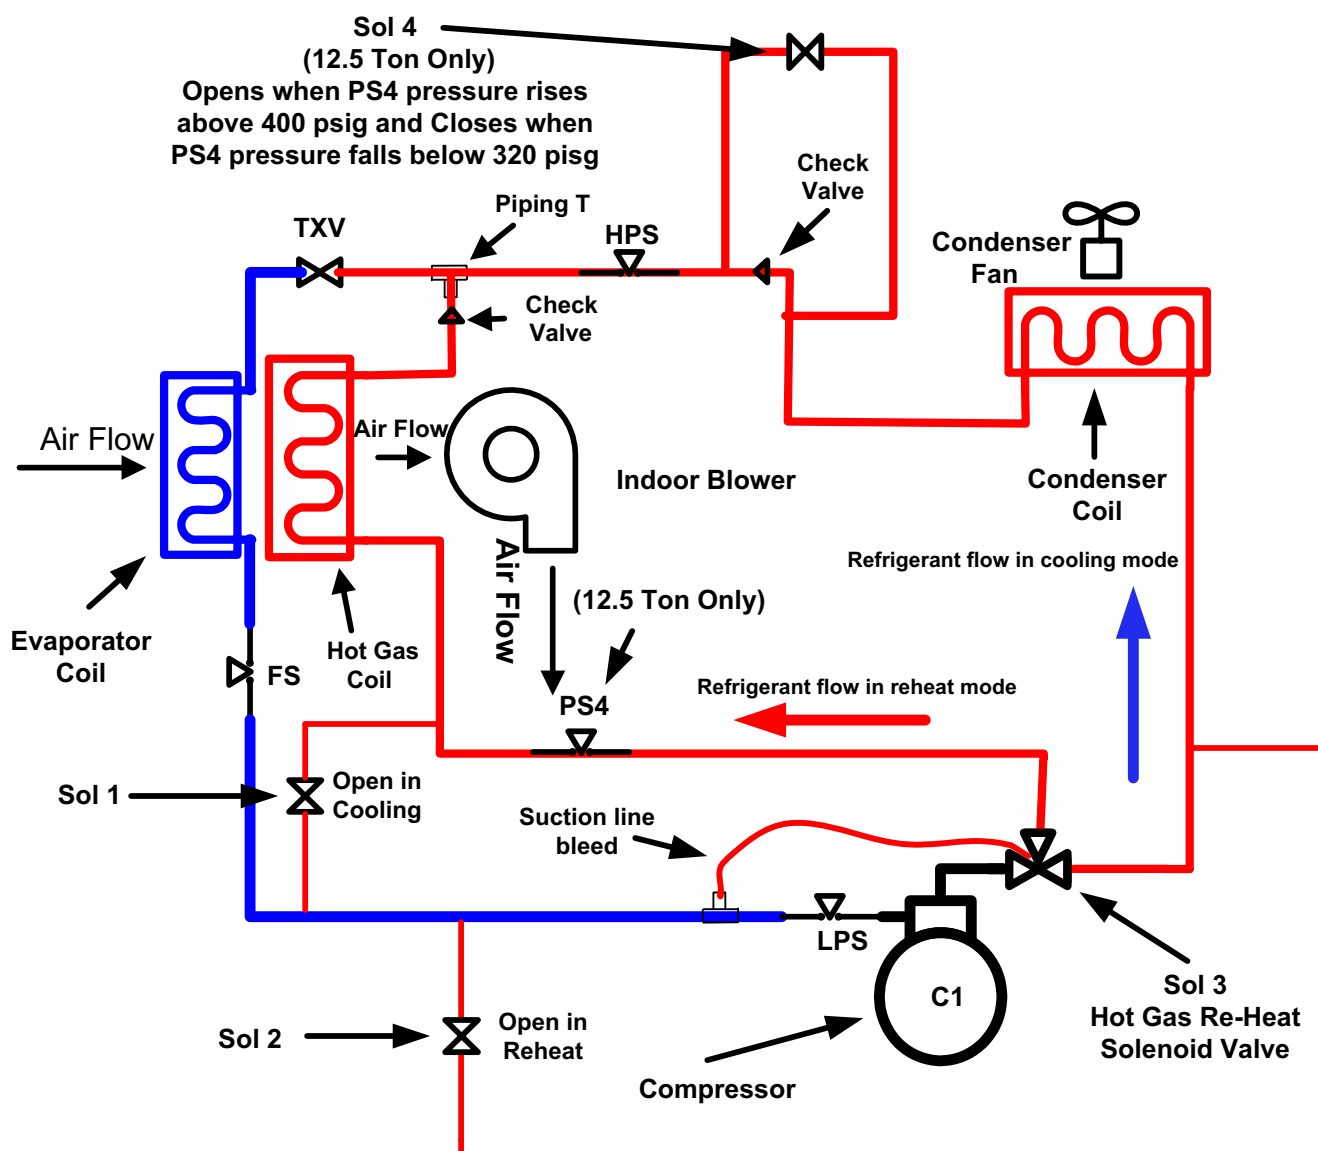 Sol 4
(12.5 Ton Only)
Opens when PS4 pressure rises
above 400 psig and Closes when
PS4 pressure falls below 320 pisg
Check
Valve
Piping T
TXV
HPS
Condenser
Fan
Check
Valve
Air Flow
Air Flow
Indoor Blower
Condenser
Coil
Air Flow
Refrigerant flow in cooling mode
(12.5 Ton Only)
Evaporator
Coil
Hot Gas
Coil
FS
Refrigerant flow in reheat mode
PS4
Sol 1
Open in
Cooling
Suction line
bleed
LPS
C1
Sol 3
Hot Gas Re-Heat
Solenoid Valve
Sol 2
Open in
Reheat
Compressor